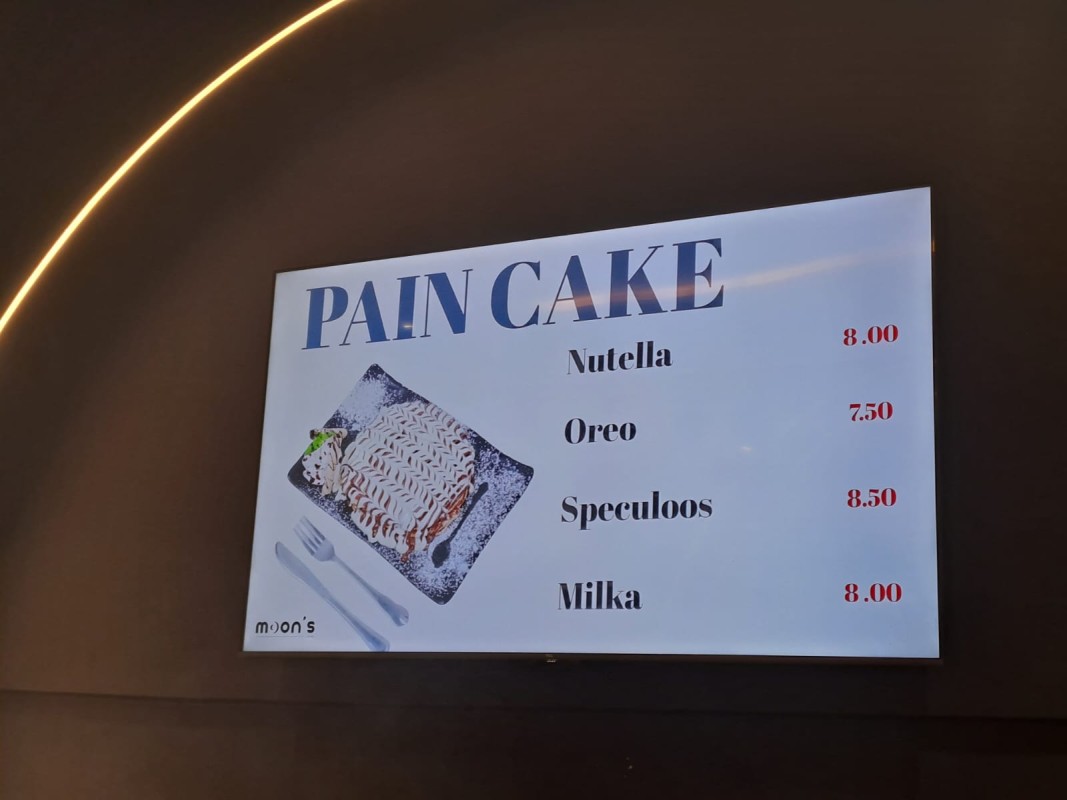 PAIN CAKE
Nutella 8.00
Oreo 7.50
Speculoos 8.50
Milka 8.00
moon's